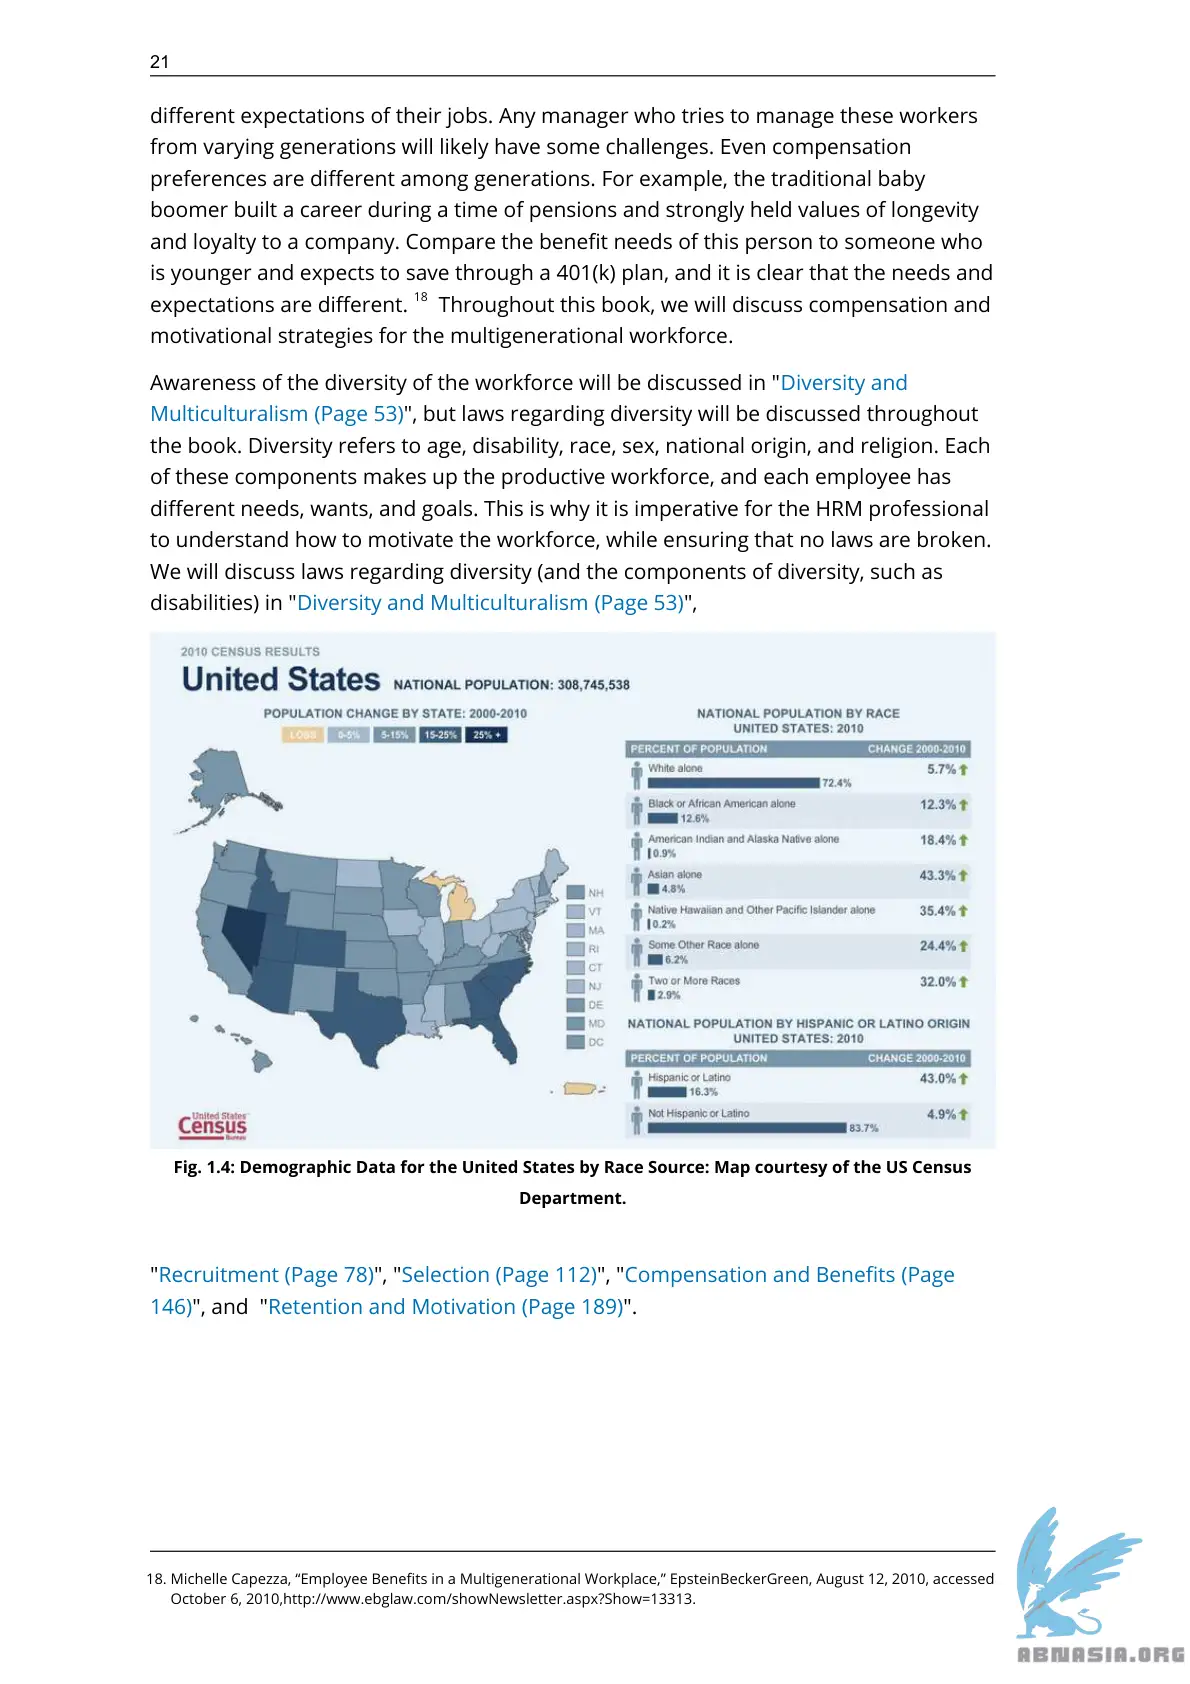 21
different expectations of their jobs. Any manager who tries to manage these workers
from varying generations will likely have some challenges. Even compensation
preferences are different among generations. For example, the traditional baby
boomer built a career during a time of pensions and strongly held values of longevity
and loyalty to a company. Compare the benefit needs of this person to someone who
is younger and expects to save through a 401(k) plan, and it is clear that the needs and
expectations are different. 18 Throughout this book, we will discuss compensation and
motivational strategies for the multigenerational workforce.
Awareness of the diversity of the workforce will be discussed in "Diversity and
Multiculturalism (Page 53)", but laws regarding diversity will be discussed throughout
the book. Diversity refers to age, disability, race, sex, national origin, and religion. Each
of these components makes up the productive workforce, and each employee has
different needs, wants, and goals. This is why it is imperative for the HRM professional
to understand how to motivate the workforce, while ensuring that no laws are broken.
We will discuss laws regarding diversity (and the components of diversity, such as
disabilities) in "Diversity and Multiculturalism (Page 53)",
2010 CENSUS RESULTS
United States NATIONAL POPULATION: 308,745,538
POPULATION CHANGE BY STATE: 2000-2010
LOSS 0-5% 5-15% 15-25% 25% +
NH
VT
MA
RI
CT
NJ
DE
MD
DC
United States
Census
Bureau
NATIONAL POPULATION BY RACE
UNITED STATES: 2010
PERCENT OF POPULATION CHANGE 2000-2010
White alone 5.7%
72.4%
Black or African American alone 12.3%
12.6%
American Indian and Alaska Native alone 18.4%
0.9%
Asian alone 43.3%
4.8%
Native Hawaiian and Other Pacific Islander alone 35.4%
0.2%
Some Other Race alone 24.4%
6.2%
Two or More Races 32.0%
2.9%
NATIONAL POPULATION BY HISPANIC OR LATINO ORIGIN
UNITED STATES: 2010
PERCENT OF POPULATION CHANGE 2000-2010
Hispanic or Latino 43.0%
16.3%
Not Hispanic or Latino 4.9%
83.7%
Fig. 1.4: Demographic Data for the United States by Race Source: Map courtesy of the US Census
Department.
"Recruitment (Page 78)", "Selection (Page 112)", "Compensation and Benefits (Page
146)", and "Retention and Motivation (Page 189)".
18. Michelle Capezza, “Employee Benefits in a Multigenerational Workplace,” EpsteinBeckerGreen, August 12, 2010, accessed
October 6, 2010,http://www.ebglaw.com/showNewsletter.aspx?Show=13313.
ABNASIA.ORG